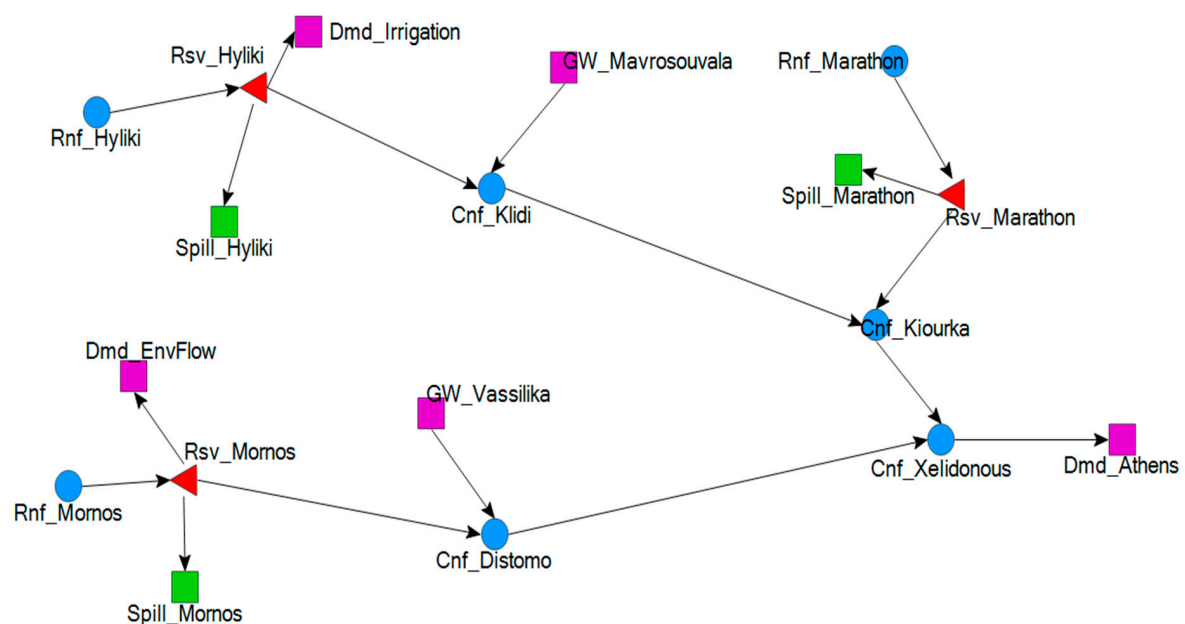 Dmd_Irrigation
Rsv_Hyliki
GW_Mavrosouvala
Rnf_Marathon
Rnf_Hyliki
Spill_Marathon
Cnf_Klidi
Rsv_Marathon
Spill_Hyliki
Cnf_Kiourka
Dmd_EnvFlow
GW_Vassilika
Rsv_Mornos
Cnf_Xelidonous
Dmd_Athens
Rnf_Mornos
Cnf_Distomo
Spill_Mornos